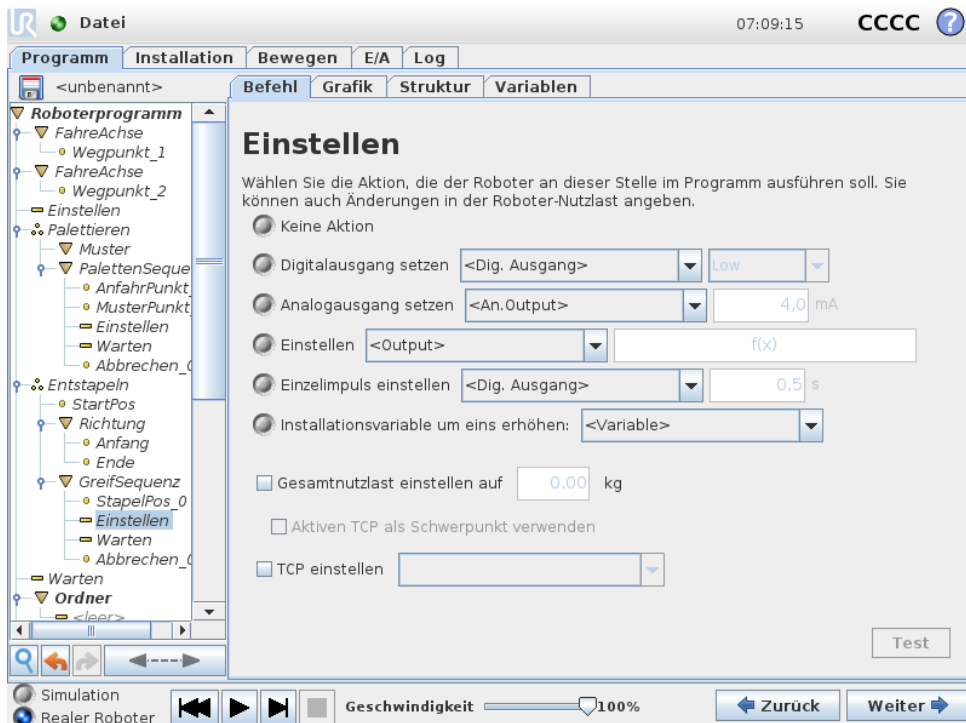 UR Datei 07:09:15 CCCC ?
Programm Installation Bewegen E/A Log
<unbenannt>
Befehl Grafik Struktur Variablen
Roboterprogramm
FahreAchse
Wegpunkt_1
FahreAchse
Wegpunkt_2
Einstellen
Palettieren
Muster
PalettenSeque
AnfahrPunkt_
MusterPunkt_
Einstellen
Warten
Abbrechen_0
Entstapeln
StartPos
Richtung
Anfang
Ende
GreifSequenz
StapelPos_0
Einstellen
Warten
Abbrechen_0
Warten
Ordner
<leer>
Einstellen
Wählen Sie die Aktion, die der Roboter an dieser Stelle im Programm ausführen soll. Sie
können auch Änderungen in der Roboter-Nutzlast angeben.
Keine Aktion
Digitalausgang setzen <Dig. Ausgang> Low
Analogausgang setzen <An.Output> 4,0 mA
Einstellen <Output> f(x)
Einzelimpuls einstellen <Dig. Ausgang> 0,5 s
Installationsvariable um eins erhöhen: <Variable>
Gesamtnutzlast einstellen auf 0.00 kg
Aktiven TCP als Schwerpunkt verwenden
TCP einstellen
Test
Simulation
Realer Roboter
Geschwindigkeit 100%
Zurück Weiter